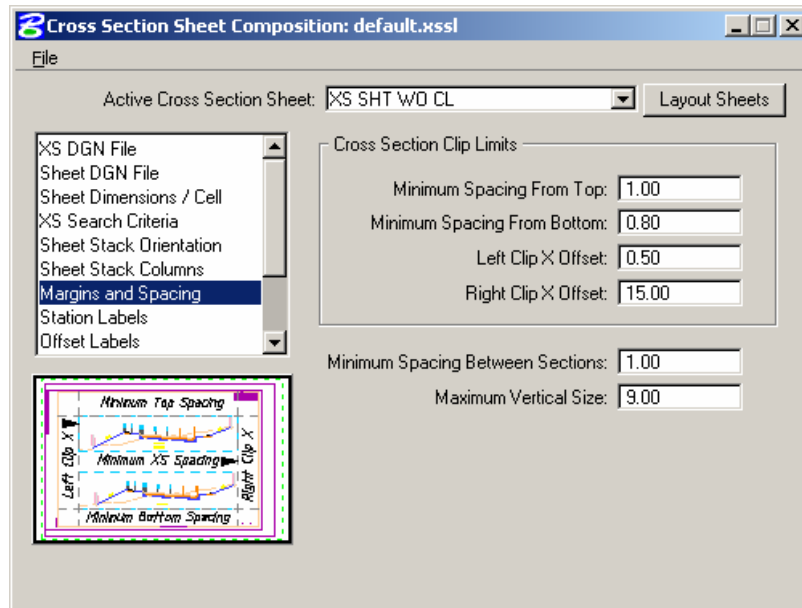 Cross Section Sheet Composition: default.xssl
File
Active Cross Section Sheet: XS SHT WO CL Layout Sheets
XS DGN File
Sheet DGN File
Sheet Dimensions / Cell
XS Search Criteria
Sheet Stack Orientation
Sheet Stack Columns
Margins and Spacing
Station Labels
Offset Labels
Cross Section Clip Limits
Minimum Spacing From Top: 1.00
Minimum Spacing From Bottom: 0.80
Left Clip X Offset: 0.50
Right Clip X Offset: 15.00
Minimum Spacing Between Sections: 1.00
Maximum Vertical Size: 9.00
Minimum Top Spacing
Left Clip X
Minimum XS Spacing
Right Clip X
Minimum Bottom Spacing